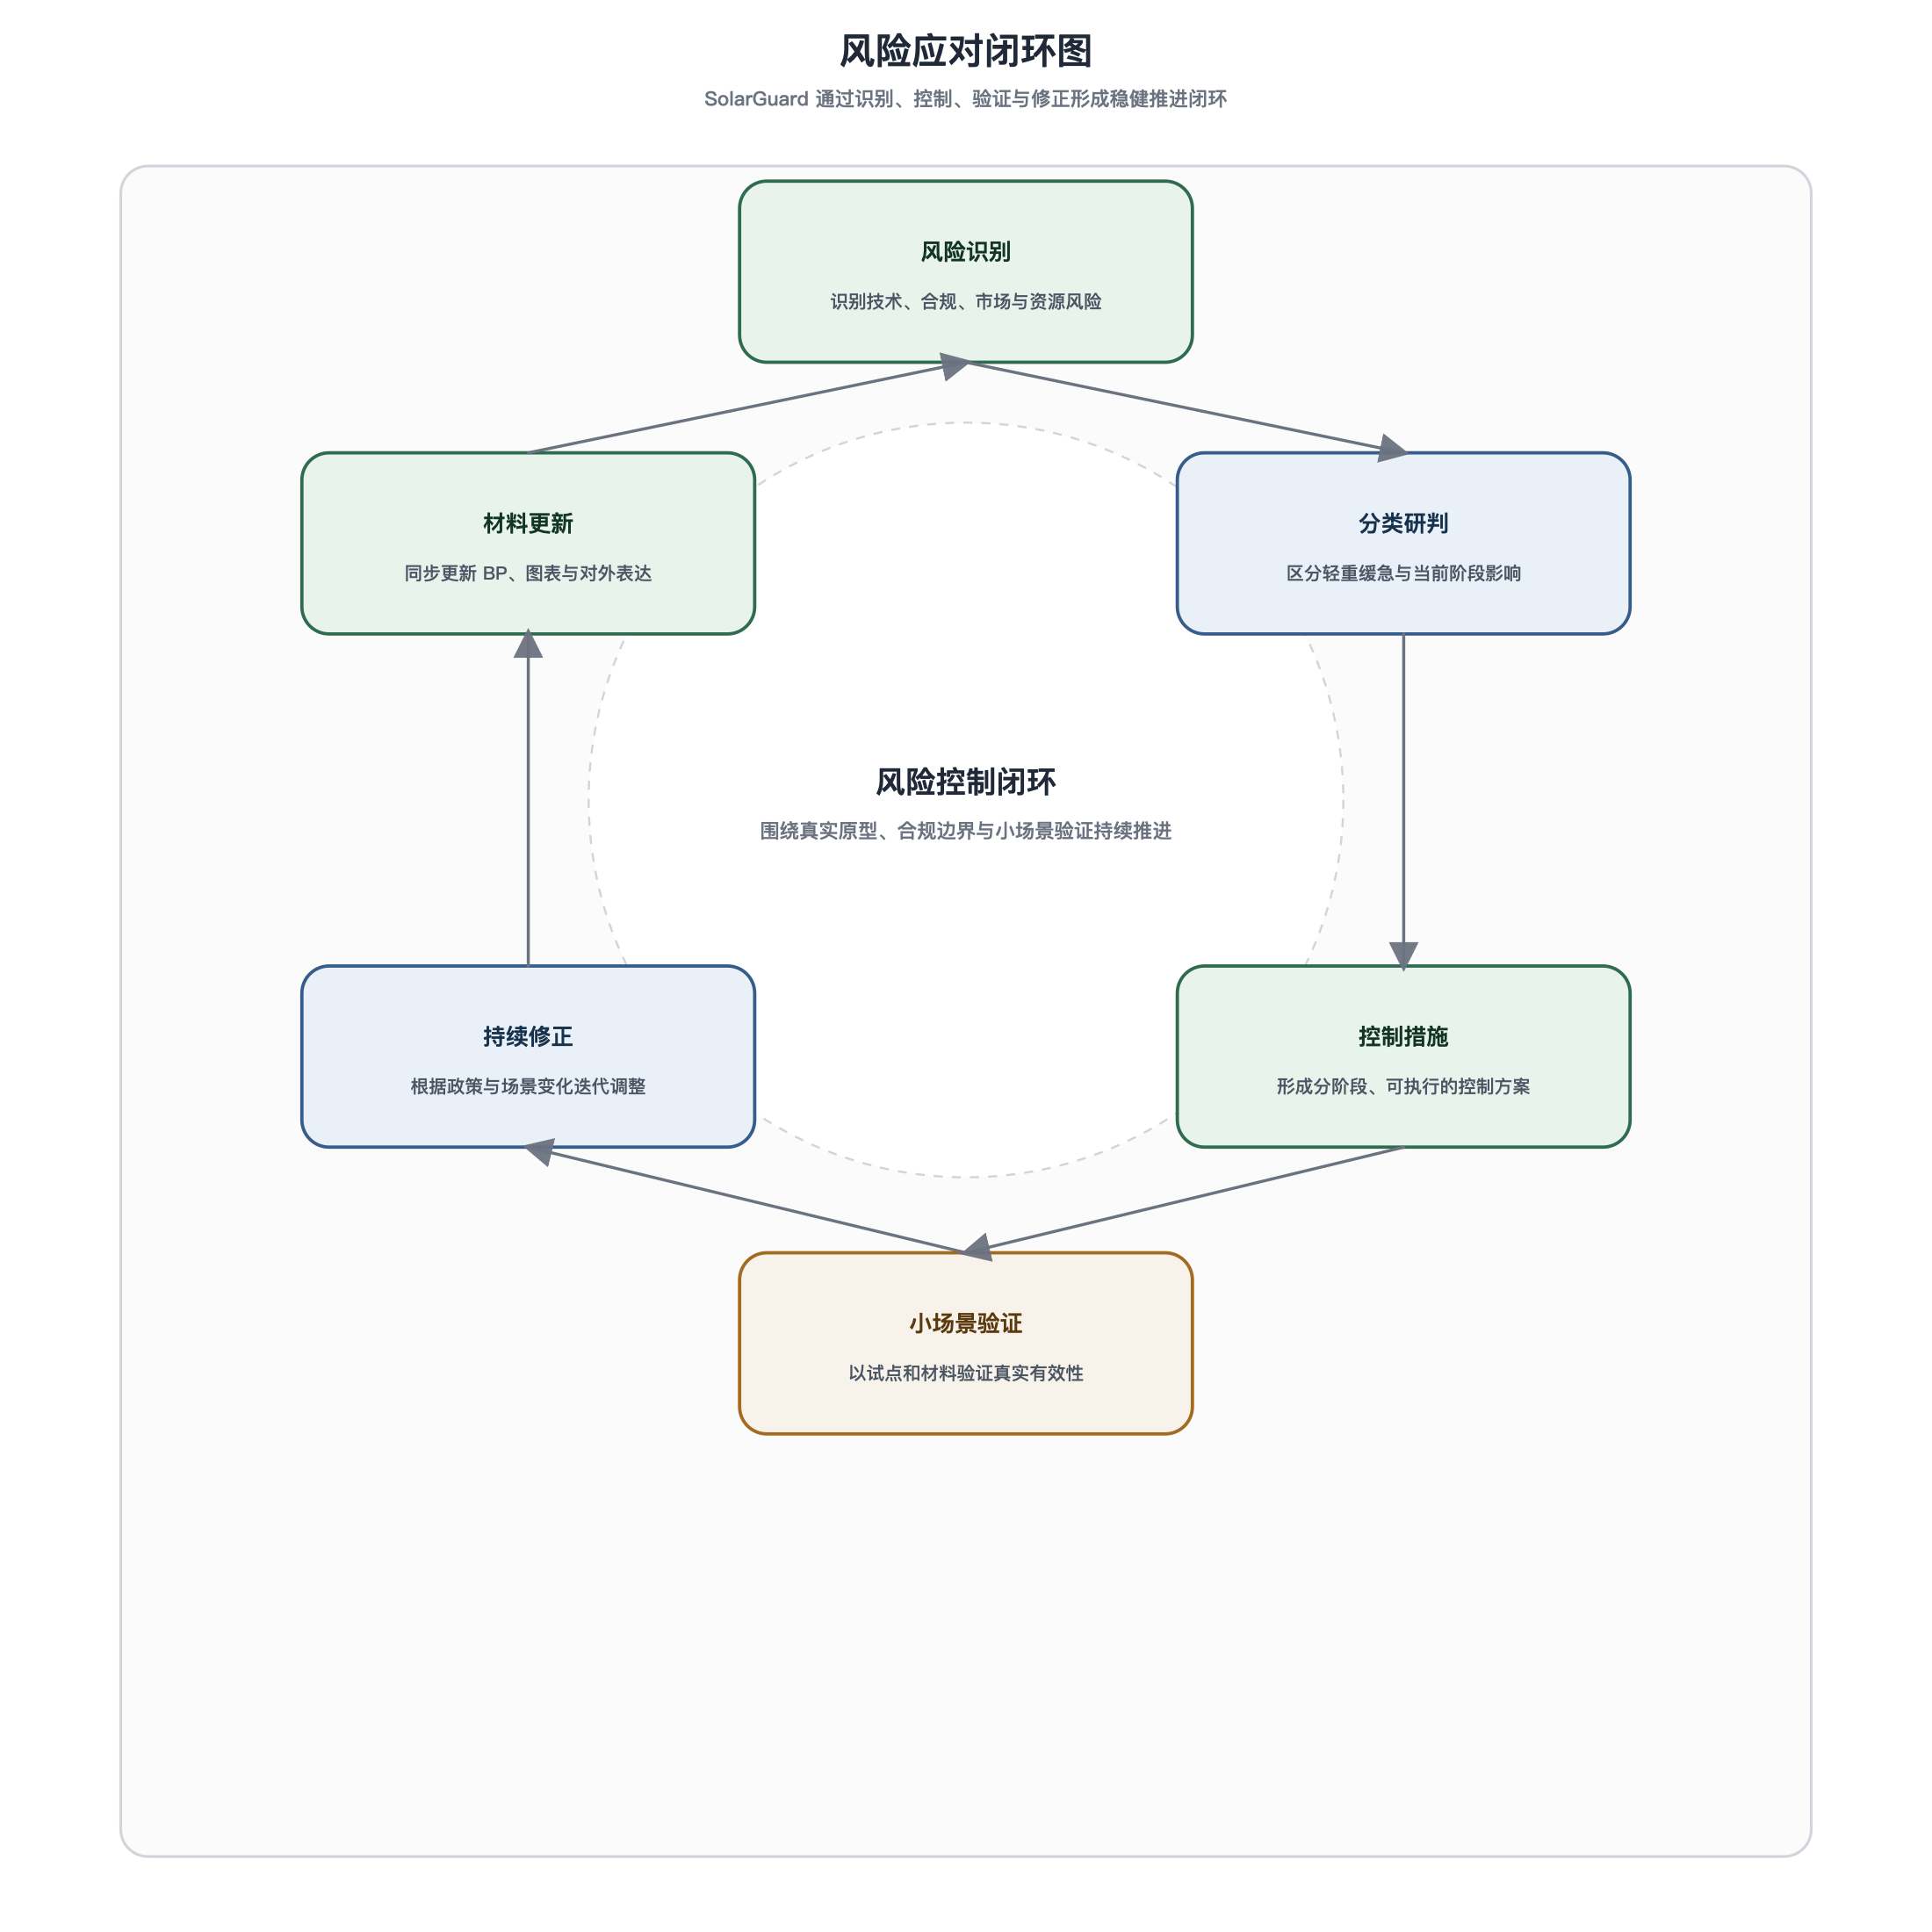 风险应对闭环图
SolarGuard 通过识别、控制、验证与修正形成稳健推进闭环
风险识别
识别技术、合规、市场与资源风险
材料更新
同步更新 BP、图表与对外表达
分类研判
区分轻重缓急与当前阶段影响
风险控制闭环
围绕真实原型、合规边界与小场景验证持续推进
持续修正
根据政策与场景变化迭代调整
控制措施
形成分阶段、可执行的控制方案
小场景验证
以试点和材料验证真实有效性